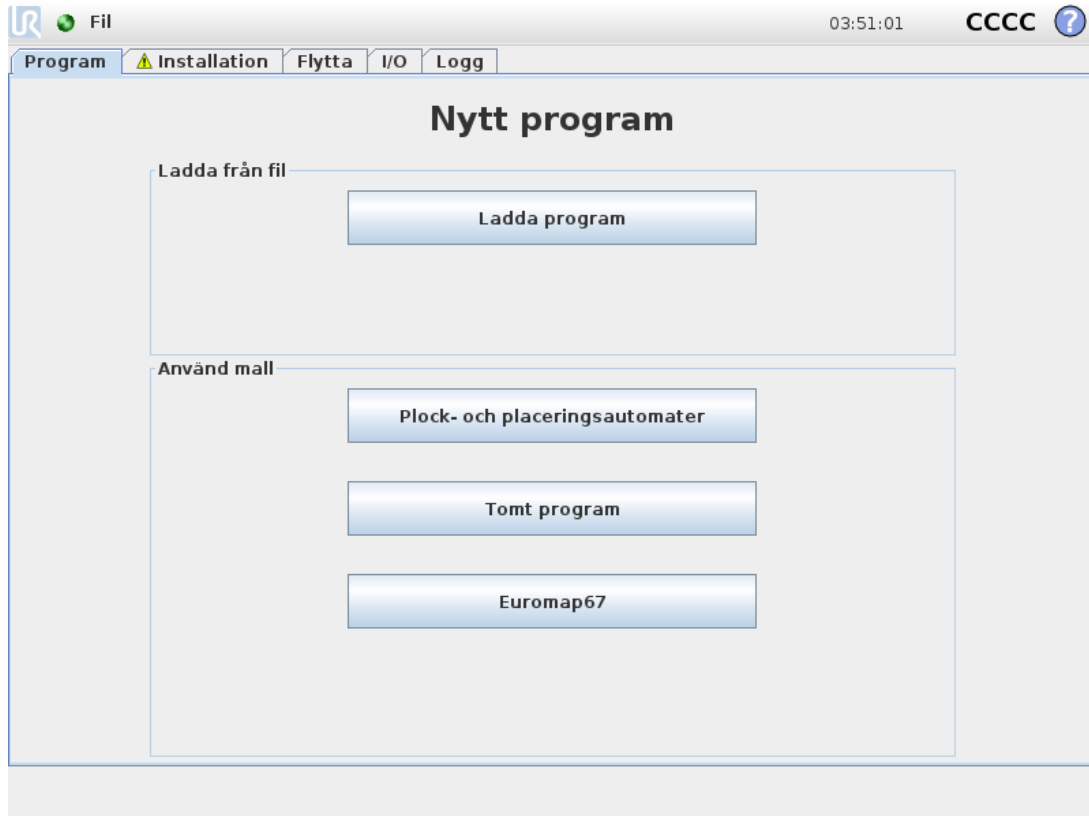 UR Fil 03:51:01 CCCC ?
Program Installation Flytta I/O Logg
Nytt program
Ladda från fil
Ladda program
Använd mall
Plock- och placeringsautomater
Tomt program
Euromap67